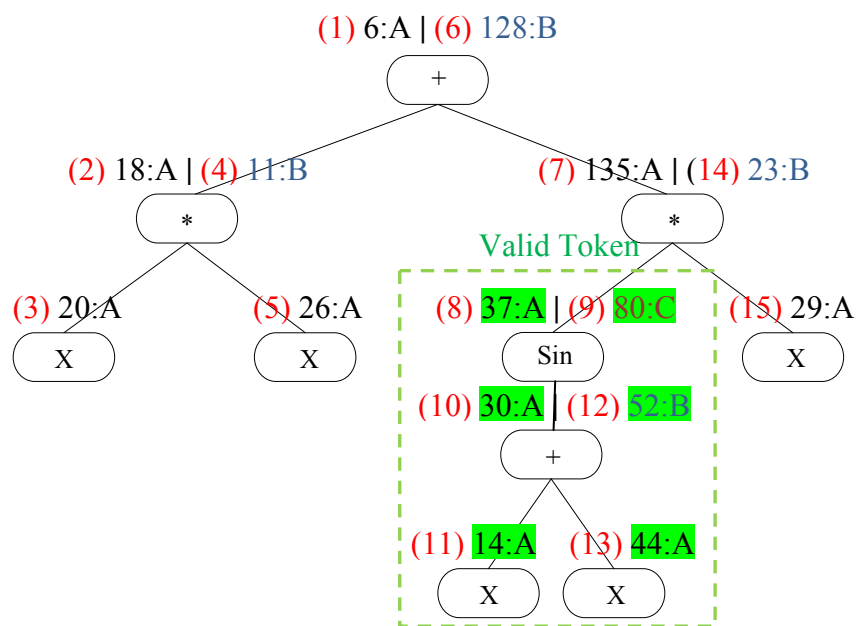 (1) 6:A | (6) 128:B
+
(2) 18:A | (4) 11:B
(7) 135:A | (14) 23:B
*
*
Valid Token
(3) 20:A
(5) 26:A
(8) 37:A | (9) 80:C
(15) 29:A
X
X
Sin
X
(10) 30:A | (12) 52:B
+
(11) 14:A
(13) 44:A
X
X